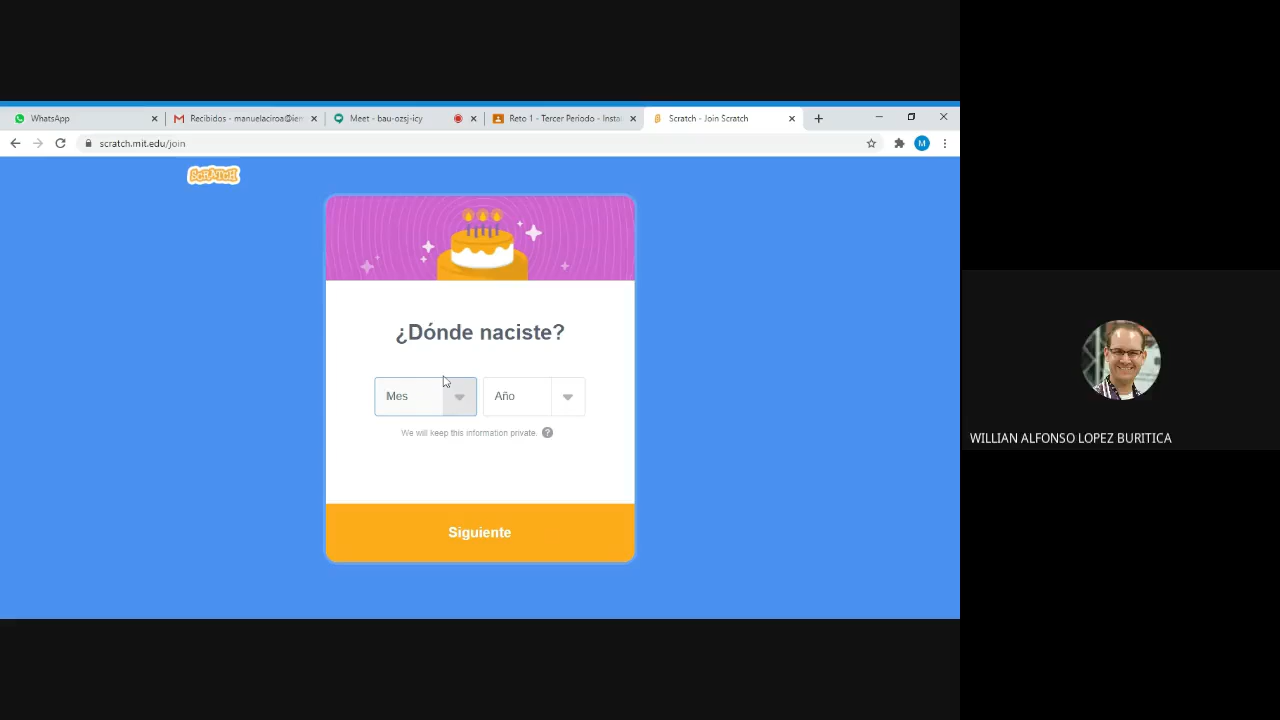 WhatsApp
Recibidos - manuelaciroa@ien
Meet - bau-ozsj-icy
Reto 1 - Tercer Periodo - Insta
Scratch - Join Scratch
scratch.mit.edu/join
M
SCRATCH
¿Dónde naciste?
Mes
Año
We will keep this information private.
?
Siguiente
WILLIAN ALFONSO LOPEZ BURITICA